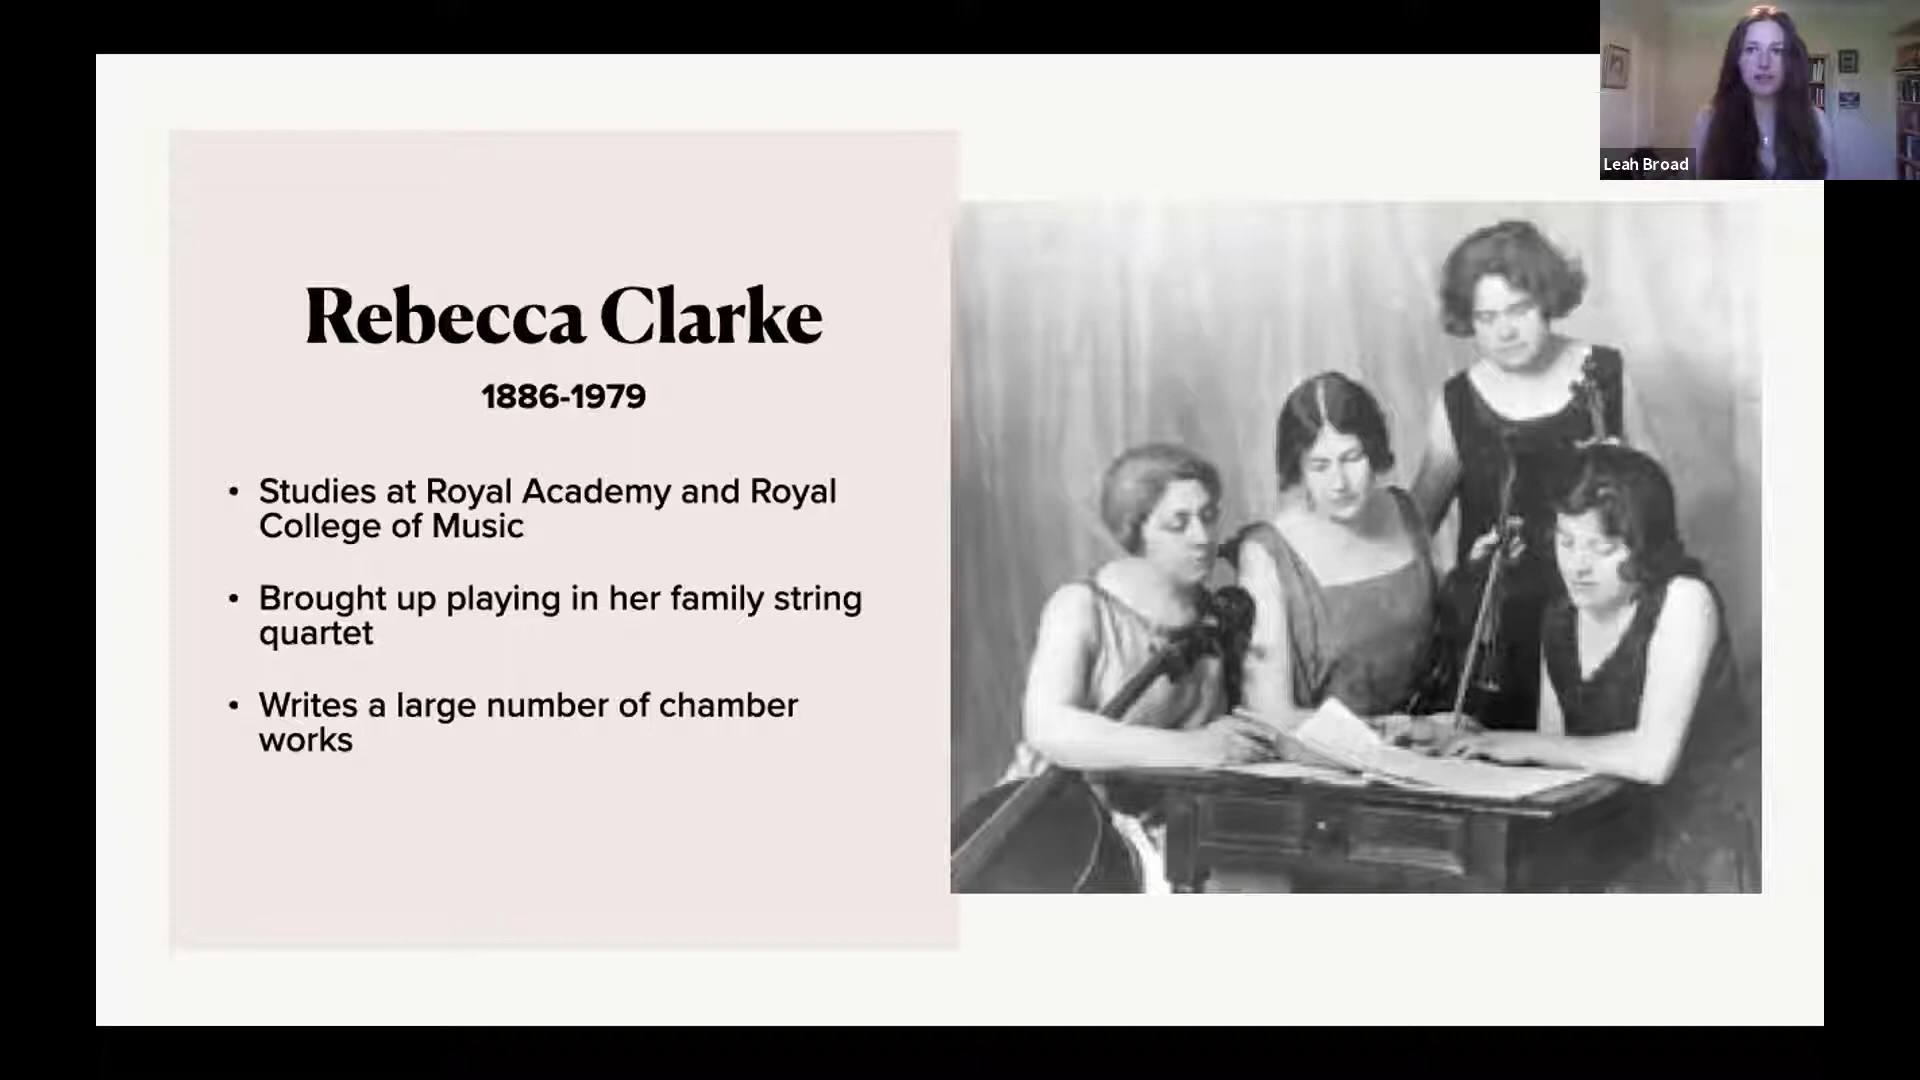 Leah Broad
Rebecca Clarke
1886-1979
• Studies at Royal Academy and Royal
College of Music
• Brought up playing in her family string
quartet
• Writes a large number of chamber
works